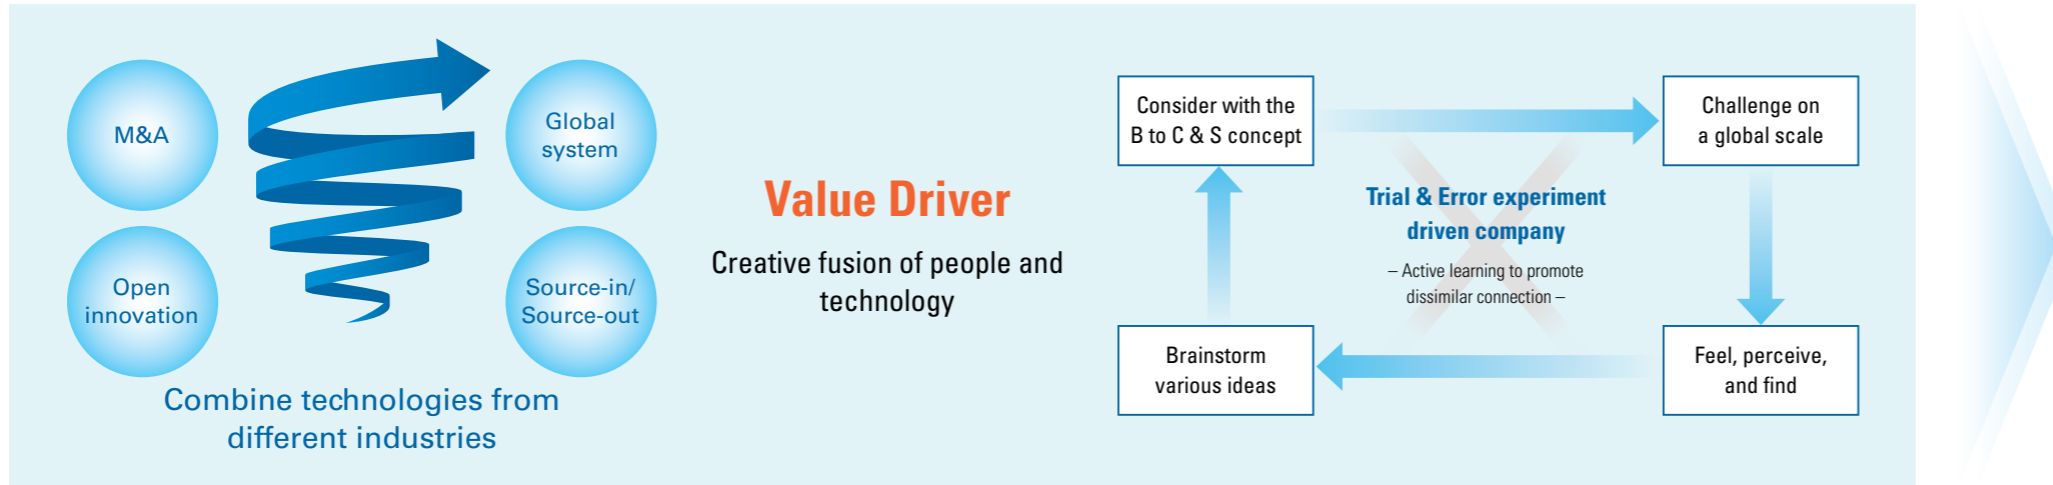 M&A
Open
innovation
Global
system
Source-in/
Source-out
Combine technologies from
different industries
Value Driver
Creative fusion of people and
technology
Consider with the
B to C & S concept
Challenge on
a global scale
Trial & Error experiment
driven company
– Active learning to promote
dissimilar connection –
Brainstorm
various ideas
Feel, perceive,
and find